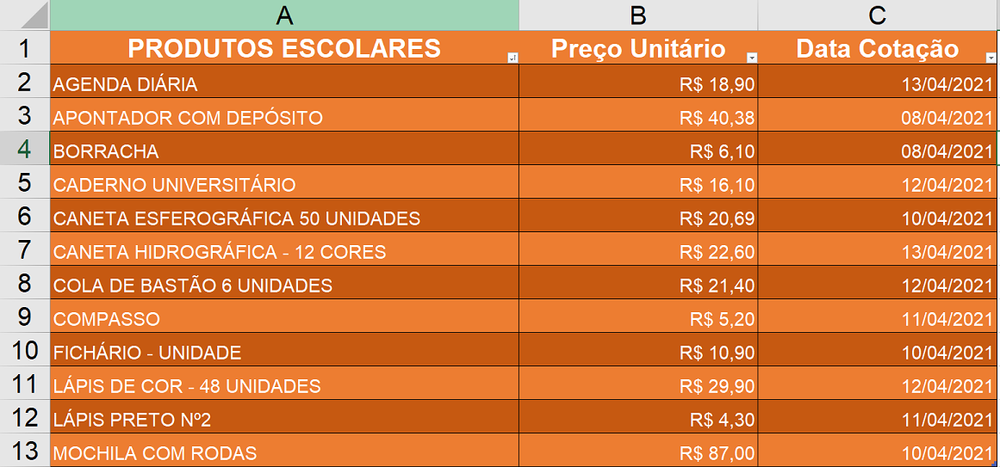 A B C
1 PRODUTOS ESCOLARES Preço Unitário Data Cotação
2 AGENDA DIÁRIA R$ 18,90 13/04/2021
3 APONTADOR COM DEPÓSITO R$ 40,38 08/04/2021
4 BORRACHA R$ 6,10 08/04/2021
5 CADERNO UNIVERSITÁRIO R$ 16,10 12/04/2021
6 CANETA ESFEROGRÁFICA 50 UNIDADES R$ 20,69 10/04/2021
7 CANETA HIDROGRÁFICA - 12 CORES R$ 22,60 13/04/2021
8 COLA DE BASTÃO 6 UNIDADES R$ 21,40 12/04/2021
9 COMPASSO R$ 5,20 11/04/2021
10 FICHÁRIO - UNIDADE R$ 10,90 10/04/2021
11 LÁPIS DE COR - 48 UNIDADES R$ 29,90 12/04/2021
12 LÁPIS PRETO Nº2 R$ 4,30 11/04/2021
13 MOCHILA COM RODAS R$ 87,00 10/04/2021